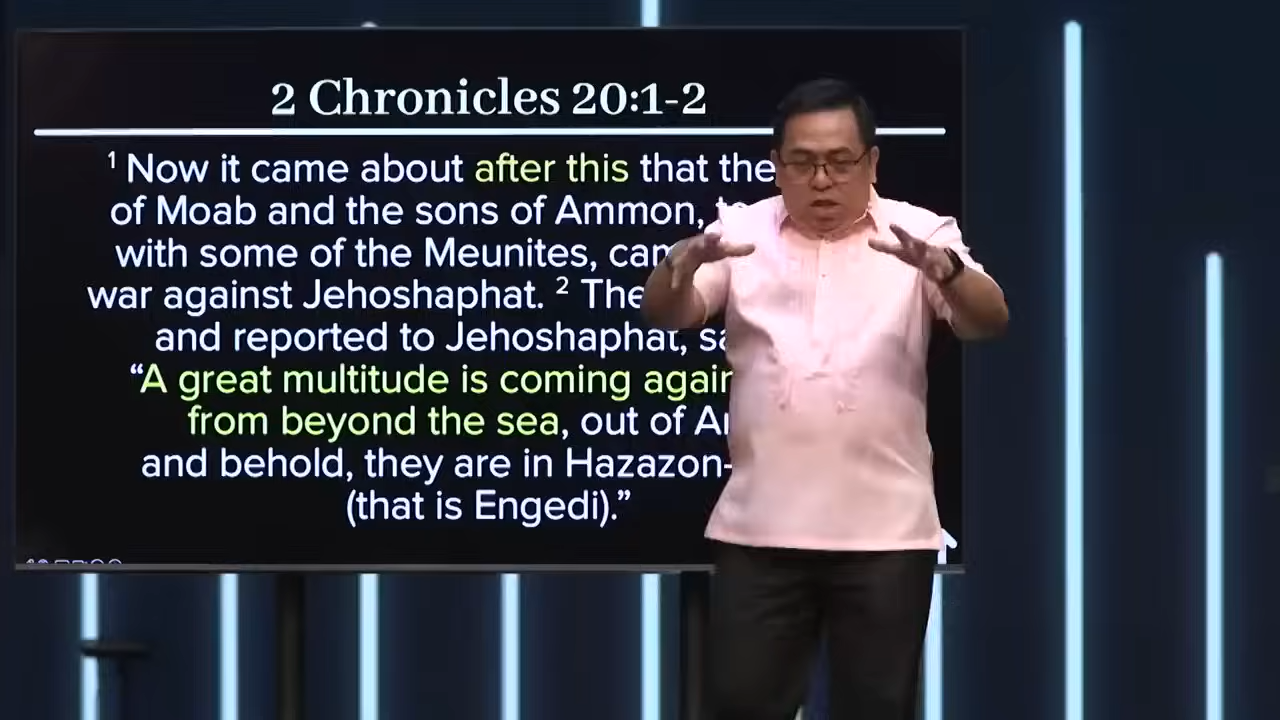 2 Chronicles 20:1-2
¹ Now it came about after this that the
of Moab and the sons of Ammon,
with some of the Meunites,
war against Jehoshaphat. ²
and reported to Jehoshaphat,
“A great multitude is coming
from beyond the sea, out of
and behold, they are in Hazazon-
(that is Engedi).”